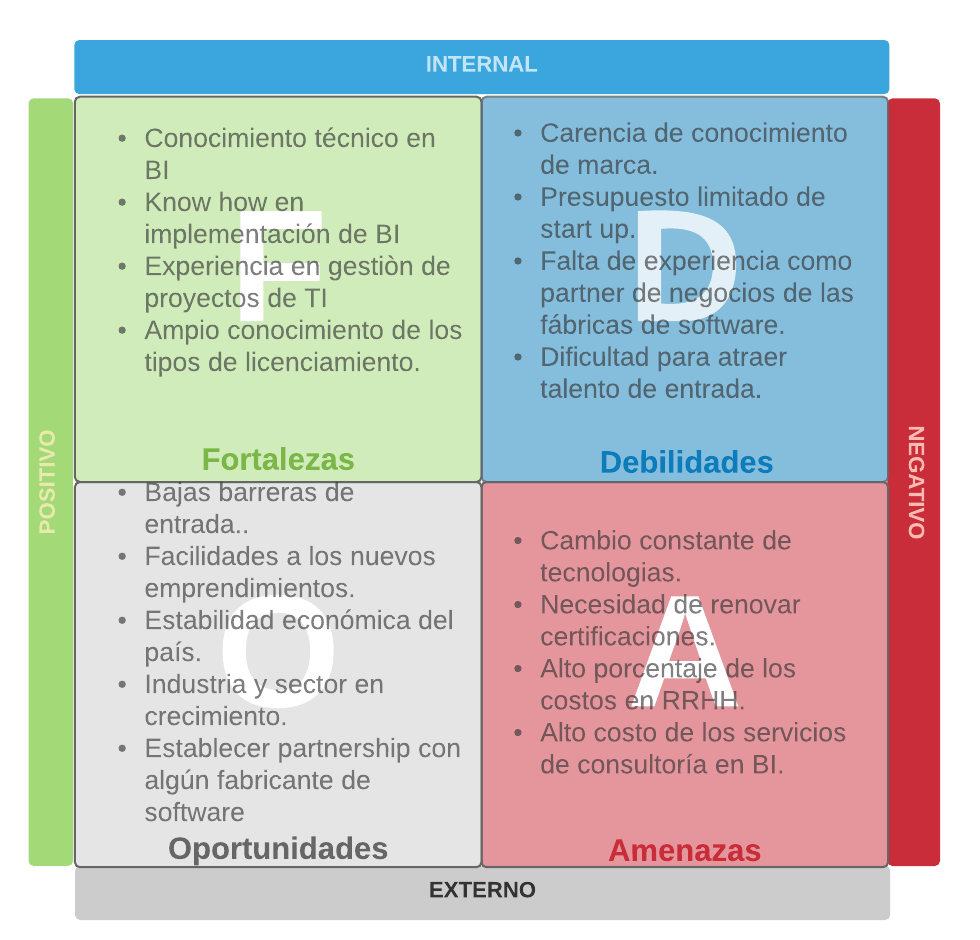 INTERNAL
POSITIVO
• Conocimiento técnico en
BI
• Know how en
implementación de BI
• Experiencia en gestiòn de
proyectos de TI
• Ampio conocimiento de los
tipos de licenciamiento.
F
Fortalezas
• Carencia de conocimiento
de marca.
• Presupuesto limitado de
start up.
• Falta de experiencia como
partner de negocios de las
fábricas de software.
• Dificultad para atraer
talento de entrada.
D
Debilidades
NEGATIVO
• Bajas barreras de
entrada..
• Facilidades a los nuevos
emprendimientos.
• Estabilidad económica del
país.
• Industria y sector en
crecimiento.
• Establecer partnership con
algún fabricante de
software
O
Oportunidades
• Cambio constante de
tecnologias.
• Necesidad de renovar
certificaciones.
• Alto porcentaje de los
costos en RRHH.
• Alto costo de los servicios
de consultoría en BI.
A
Amenazas
EXTERNO